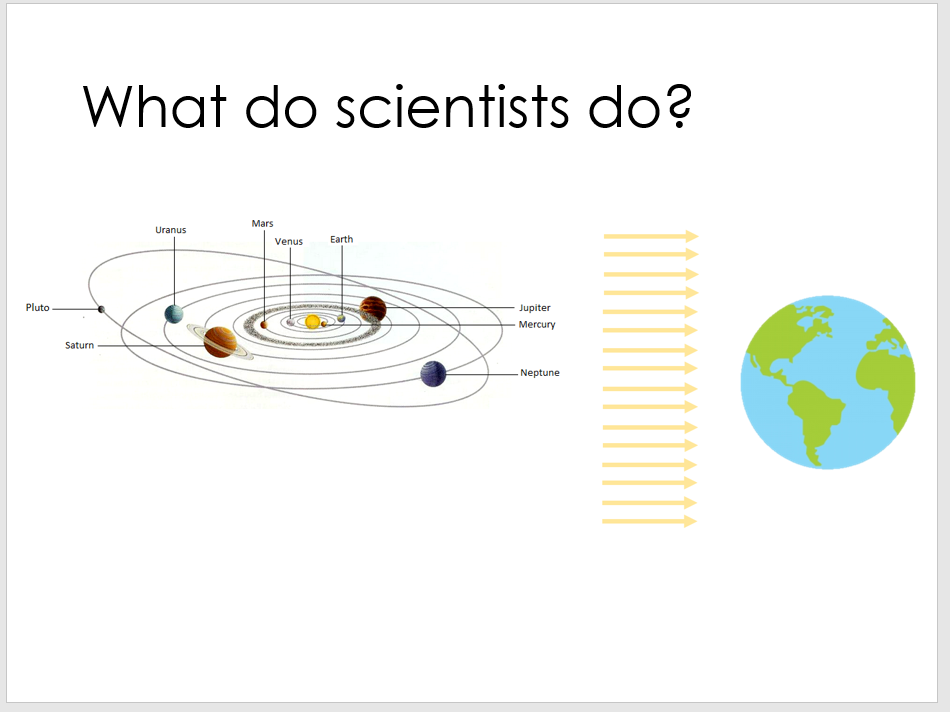 What do scientists do?
Mars
Uranus
Venus
Earth
Pluto
Jupiter
Mercury
Saturn
Neptune